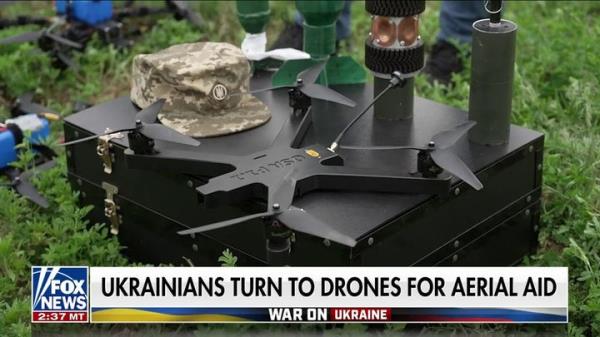 UKRAINIANS TURN TO DRONES FOR AERIAL AID
FOX
NEWS
2:37 MT
WAR ON UKRAINE